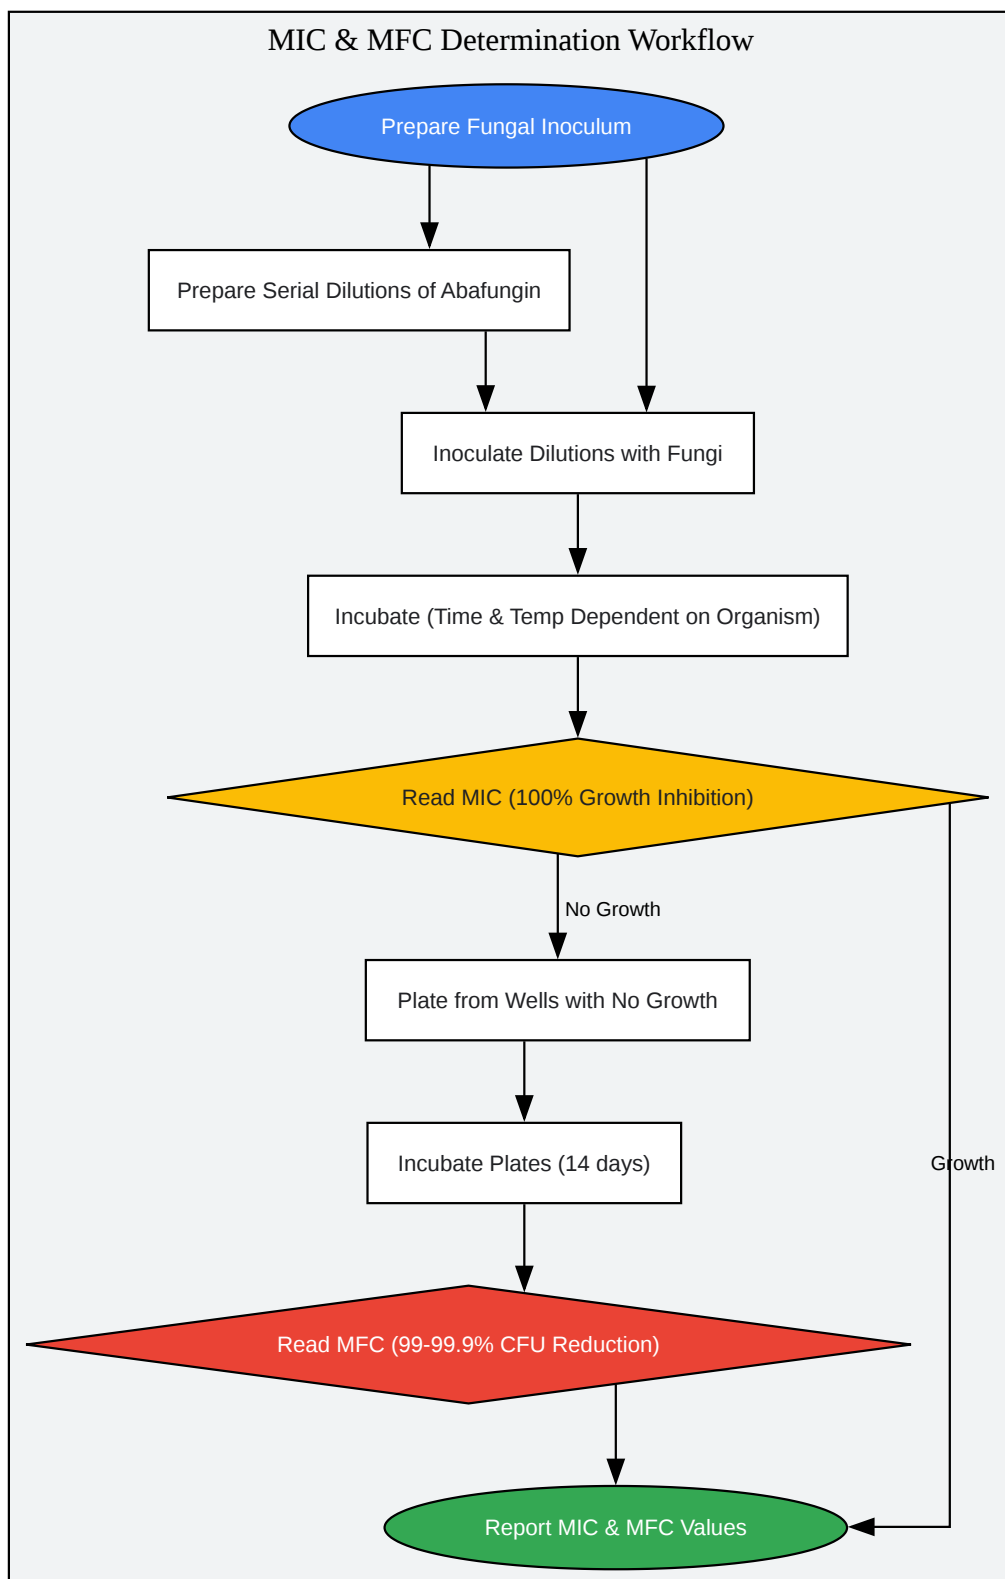 MIC & MFC Determination Workflow
Prepare Fungal Inoculum
Prepare Serial Dilutions of Abafungin
Inoculate Dilutions with Fungi
Incubate (Time & Temp Dependent on Organism)
Read MIC (100% Growth Inhibition)
No Growth
Plate from Wells with No Growth
Incubate Plates (14 days)
Growth
Read MFC (99-99.9% CFU Reduction)
Report MIC & MFC Values